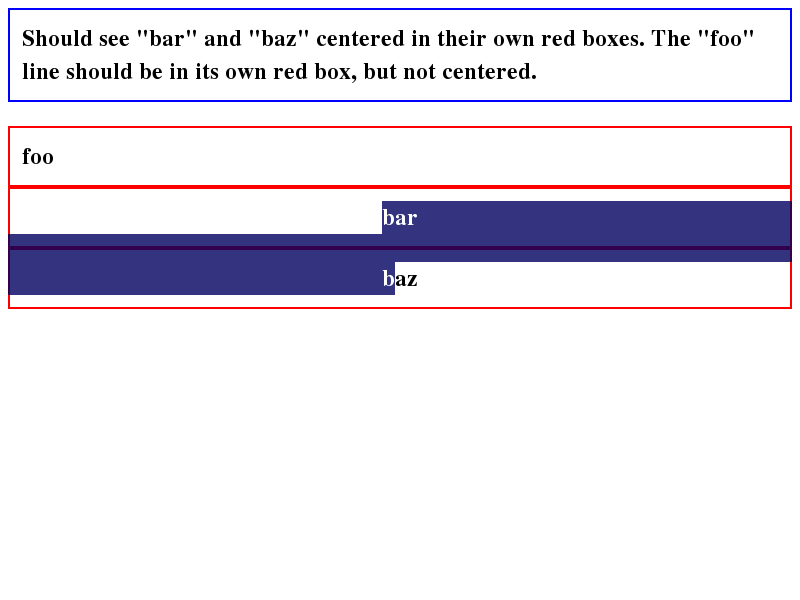 Should see "bar" and "baz" centered in their own red boxes. The "foo"
line should be in its own red box, but not centered.
foo
bar
baz